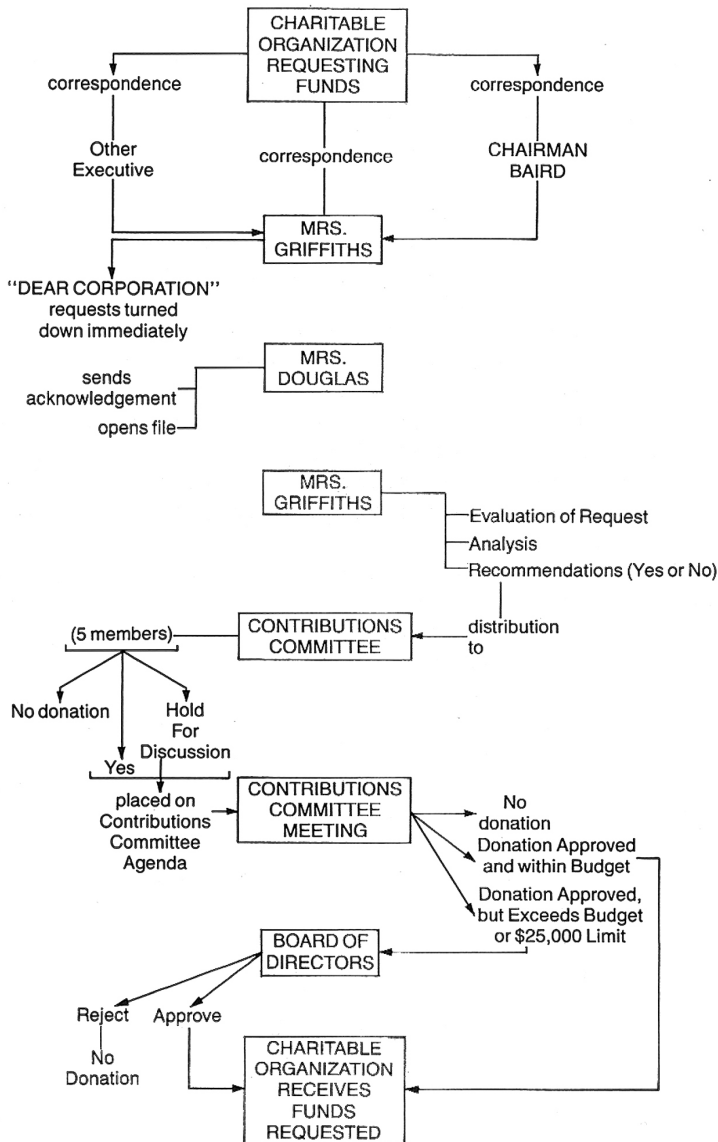 CHARITABLE
ORGANIZATION
REQUESTING
FUNDS
correspondence
correspondence
correspondence
Other
Executive
CHAIRMAN
BAIRD
MRS.
GRIFFITHS
"DEAR CORPORATION"
requests turned
down immediately
MRS.
DOUGLAS
sends
acknowledgement
opens file
MRS.
GRIFFITHS
Evaluation of Request
Analysis
Recommendations (Yes or No)
distribution
to
CONTRIBUTIONS
COMMITTEE
(5 members)
No donation
Yes
Hold
For
Discussion
placed on
Contributions
Committee
Agenda
CONTRIBUTIONS
COMMITTEE
MEETING
No
donation
Donation Approved
and within Budget
Donation Approved,
but Exceeds Budget
or $25,000 Limit
BOARD OF
DIRECTORS
Reject
Approve
No
Donation
CHARITABLE
ORGANIZATION
RECEIVES
FUNDS
REQUESTED